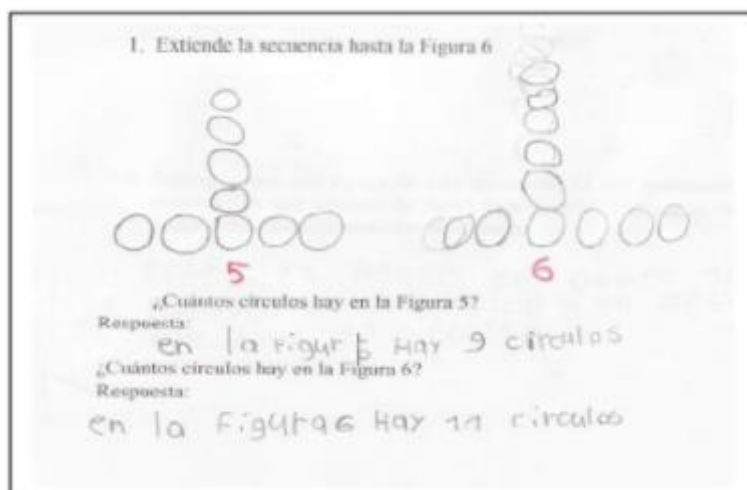 1. Extiende la secuencia hasta la Figura 6
5 6
¿Cuántos círculos hay en la Figura 5?
Respuesta:
en la Figur 5 Hay 9 circulos
¿Cuántos círculos hay en la Figura 6?
Respuesta:
en la Figura 6 Hay 11 circulos